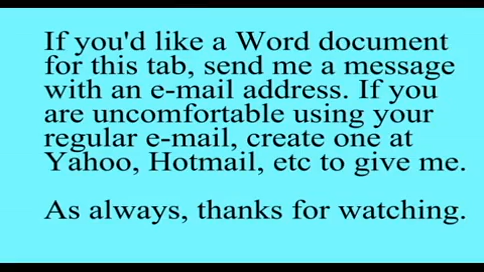 If you'd like a Word document
for this tab, send me a message
with an e-mail address. If you
are uncomfortable using your
regular e-mail, create one at
Yahoo, Hotmail, etc to give me.
As always, thanks for watching.